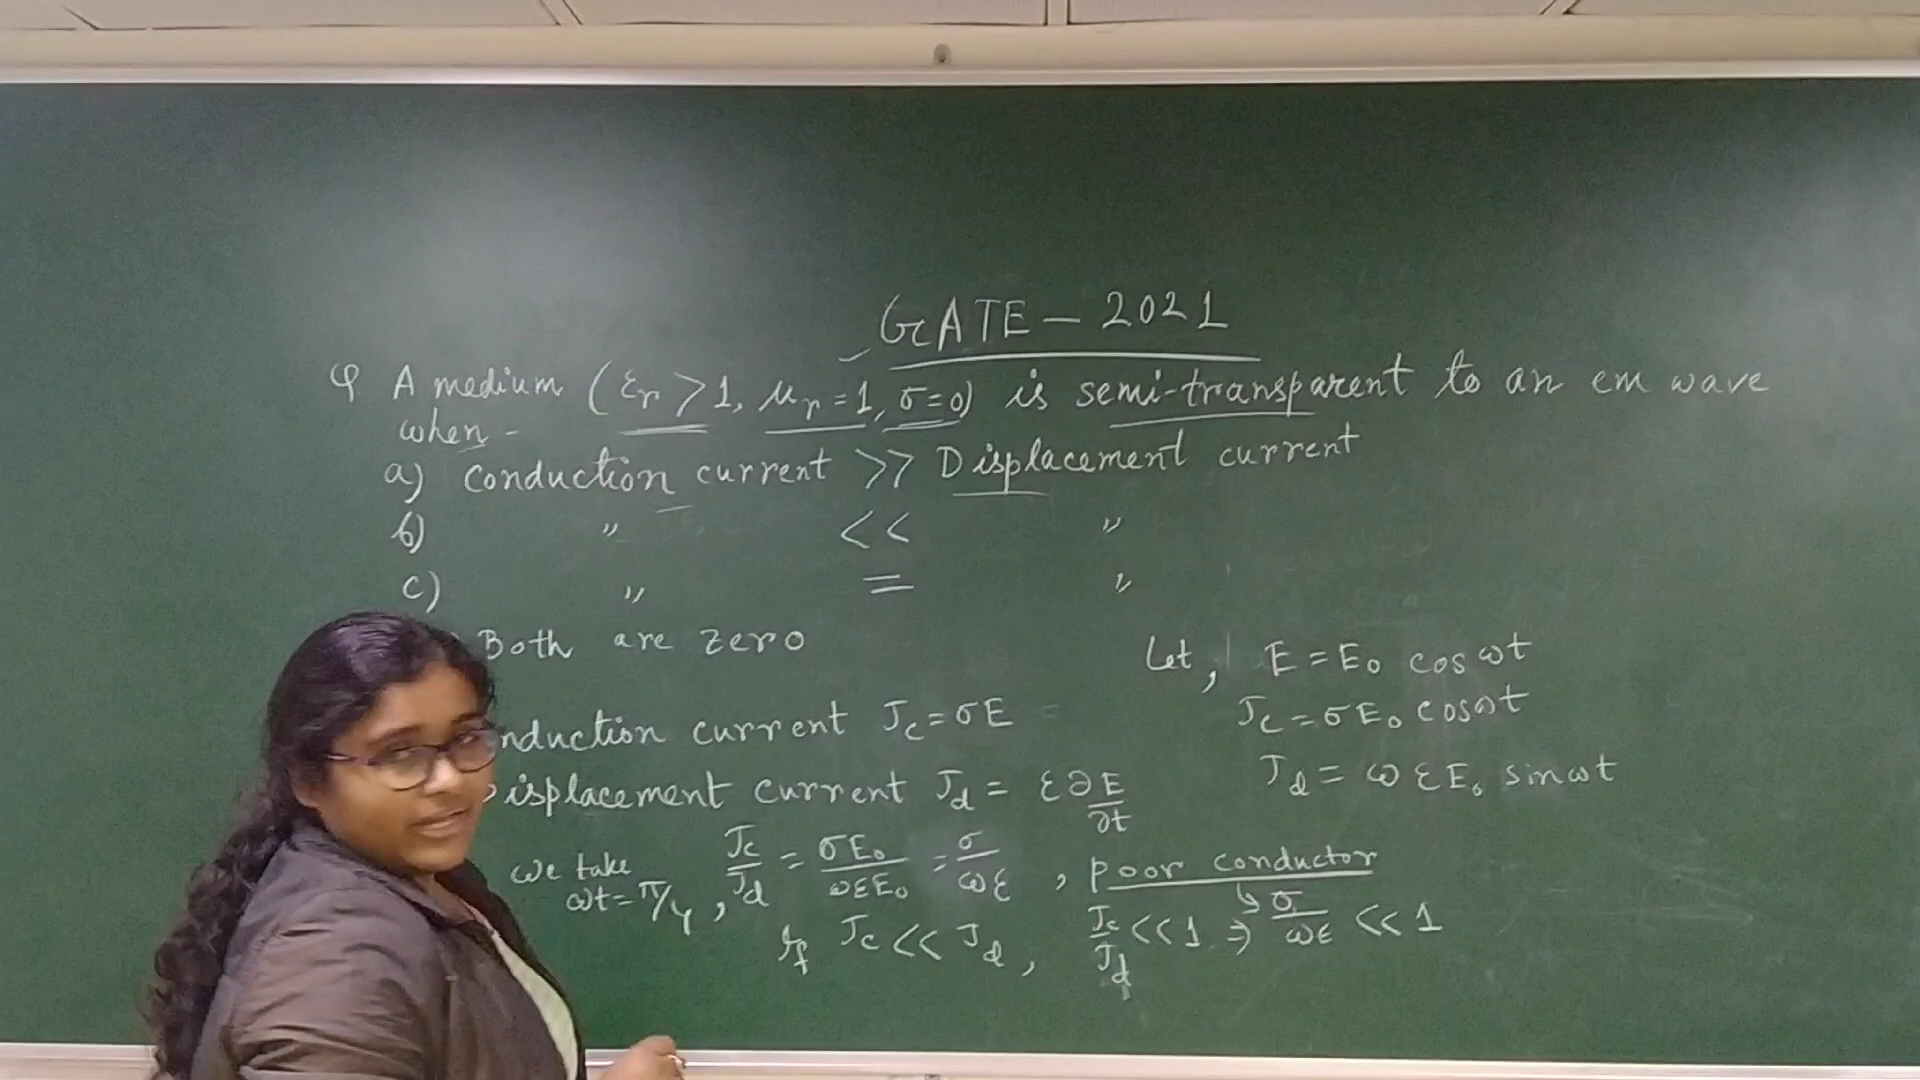 GATE - 2021
Q A medium (εr > 1, μr = 1, σ = 0) is semi-transparent to an em wave
when -
a) Conduction current >> Displacement current
b) " << "
c) " = "
Both are zero
Let, E = E₀ cos ωt
nduction current Jc = σE
Jc = σE₀ cosωt
isplacement current Jd = ε∂E/∂t
Jd = ωεE₀ sinωt
we take ωt = π/4, Jc/Jd = σE₀/ωεE₀ = σ/ωε, poor conductor
If Jc << Jd, Jc/Jd << 1 ⇒ σ/ωε << 1